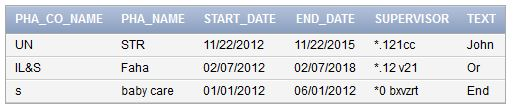 PHA_CO_NAME PHA_NAME START_DATE END_DATE SUPERVISOR TEXT
UN STR 11/22/2012 11/22/2015 *.121cc John
IL&S Faha 02/07/2012 02/07/2018 *.12 v21 Or
s baby care 01/01/2012 06/01/2012 *0 bxvzrt End